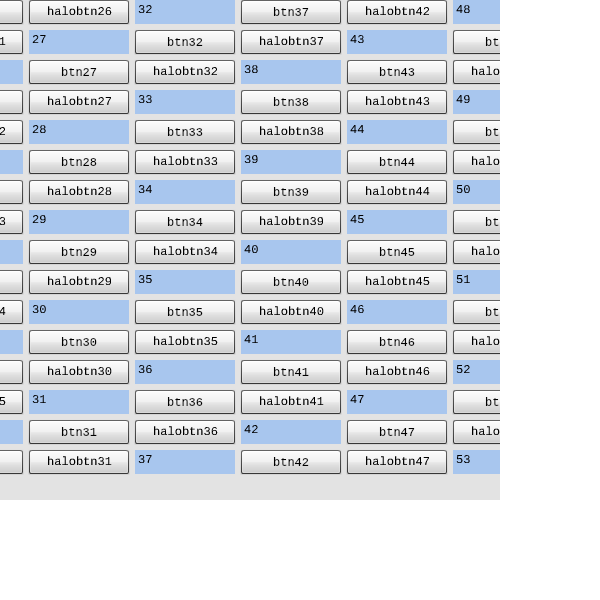 halobtn26 32 btn37 halobtn42 48
1 27 btn32 halobtn37 43 bt
btn27 halobtn32 38 btn43 halo
halobtn27 33 btn38 halobtn43 49
2 28 btn33 halobtn38 44 bt
btn28 halobtn33 39 btn44 halo
halobtn28 34 btn39 halobtn44 50
3 29 btn34 halobtn39 45 bt
btn29 halobtn34 40 btn45 halo
halobtn29 35 btn40 halobtn45 51
4 30 btn35 halobtn40 46 bt
btn30 halobtn35 41 btn46 halo
halobtn30 36 btn41 halobtn46 52
5 31 btn36 halobtn41 47 bt
btn31 halobtn36 42 btn47 halo
halobtn31 37 btn42 halobtn47 53